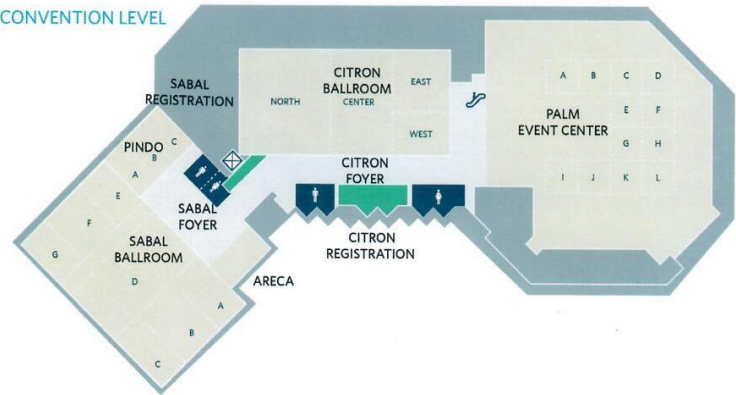 CONVENTION LEVEL
SABAL
REGISTRATION
CITRON
BALLROOM
NORTH
CENTER
EAST
WEST
PALM
EVENT CENTER
A B C D
E F
G H
I J K L
PINDO
C
B
A
CITRON
FOYER
SABAL
FOYER
CITRON
REGISTRATION
SABAL
BALLROOM
E
F
G
D
A
B
C
ARECA